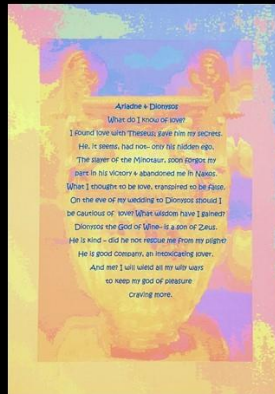 Ariadne & Dionysos
What do I know of love?
I found love with Theseus; gave him my secrets.
He, it seems, had not– only his hidden ego.
The slayer of the Minotaur, soon forgot my
part in his victory & abandoned me in Naxos.
What I thought to be love, transpired to be false.
On the eve of my wedding to Dionysos should I
be cautious of love? What wisdom have I gained?
Dionysos the God of Wine– is a son of Zeus.
He is kind – did he not rescue me from my plight?
He is good company, an intoxicating lover.
And me? I will wield all my wily ways
to keep my god of pleasure
craving more.